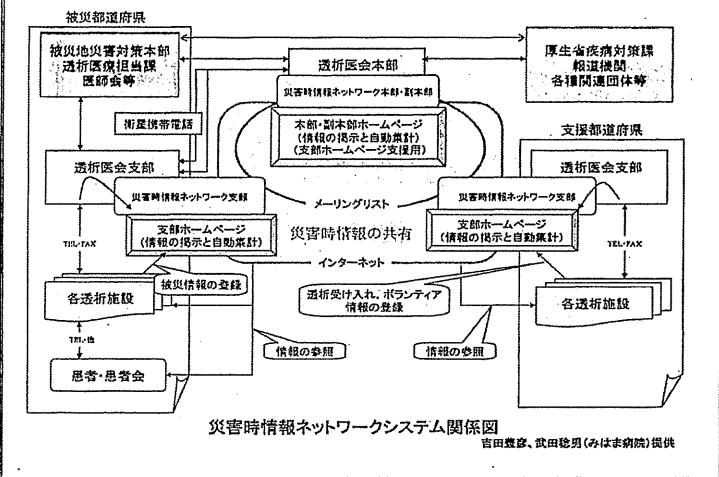 被災都道府県
被災地災害対策本部
透析医療担当課
医師会等
透析医会本部
災害時情報ネットワーク本部・副本部
本部・副本部ホームページ
(情報の掲示と自動集計)
(支部ホームページ支援用)
厚生省疾病対策課
報道機関
各種関連団体等
衛星携帯電話
支援都道府県
透析医会支部
災害時情報ネットワーク支部
支部ホームページ
(情報の掲示と自動集計)
メーリングリスト
災害時情報の共有
インターネット
透析医会支部
災害時情報ネットワーク支部
支部ホームページ
(情報の掲示と自動集計)
TEL・FAX
TEL・FAX
被災情報の登録
透析受け入れ、ボランティア
情報の登録
各透析施設
各透析施設
TEL・他
情報の参照
情報の参照
患者・患者会
災害時情報ネットワークシステム関係図
吉田豊彦、武田稔男(みはま病院)提供